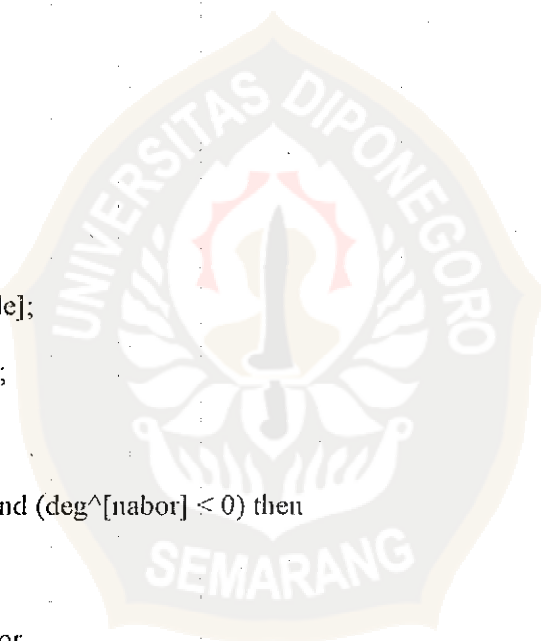 UNIVERSITAS DIPONEGORO
le];
;
nd (deg^[nabor] < 0) then
SEMARANG
or